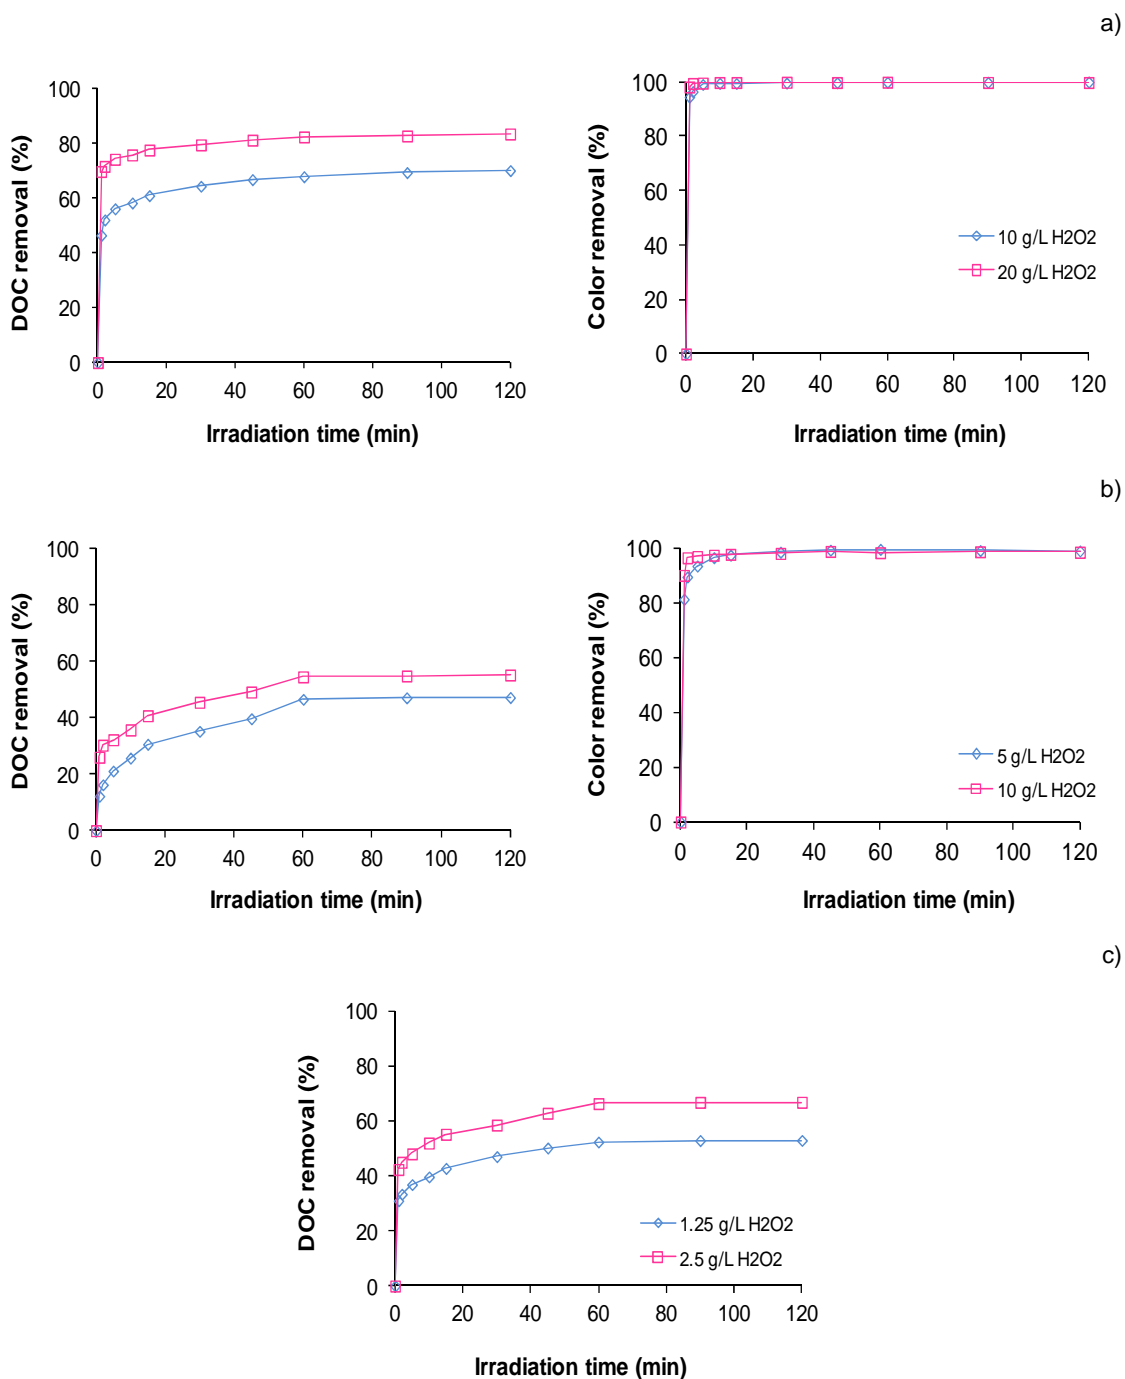 a)
100
80
60
40
20
0
DOC removal (%)
0 20 40 60 80 100 120
Irradiation time (min)
100
80
60
40
20
0
Color removal (%)
10 g/L H2O2
20 g/L H2O2
0 20 40 60 80 100 120
Irradiation time (min)
b)
100
80
60
40
20
0
DOC removal (%)
0 20 40 60 80 100 120
Irradiation time (min)
100
80
60
40
20
0
Color removal (%)
5 g/L H2O2
10 g/L H2O2
0 20 40 60 80 100 120
Irradiation time (min)
c)
100
80
60
40
20
0
DOC removal (%)
1.25 g/L H2O2
2.5 g/L H2O2
0 20 40 60 80 100 120
Irradiation time (min)